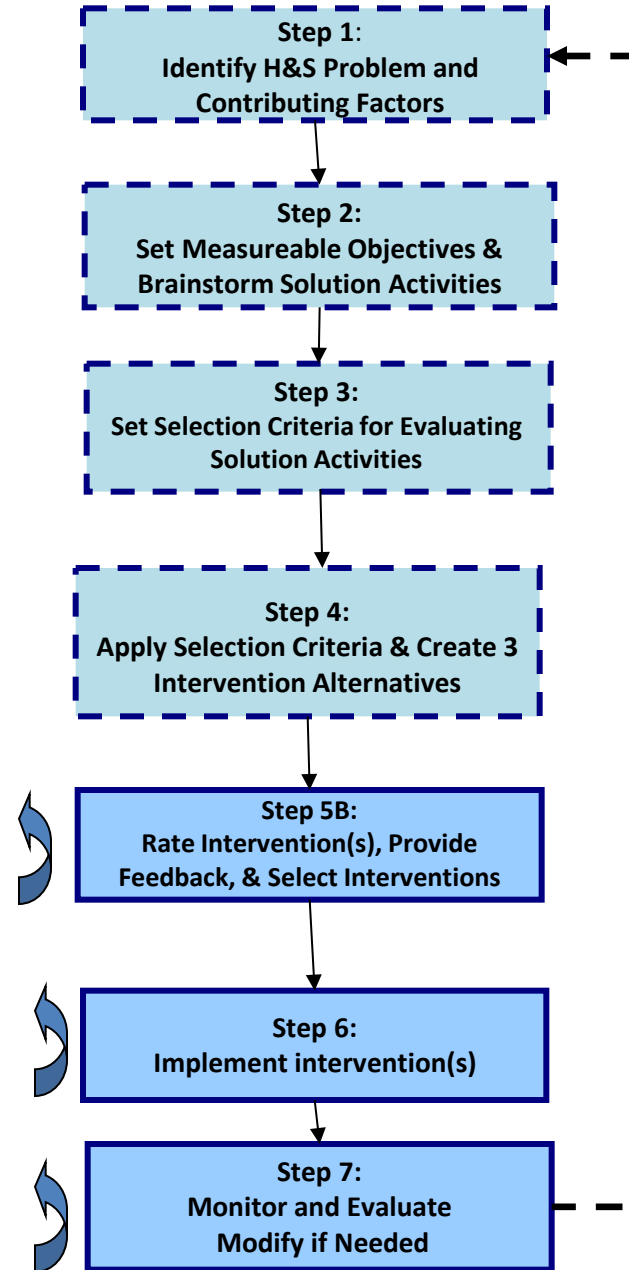 Step 1:
Identify H&S Problem and
Contributing Factors
Step 2:
Set Measureable Objectives &
Brainstorm Solution Activities
Step 3:
Set Selection Criteria for Evaluating
Solution Activities
Step 4:
Apply Selection Criteria & Create 3
Intervention Alternatives
Step 5B:
Rate Intervention(s), Provide
Feedback, & Select Interventions
Step 6:
Implement intervention(s)
Step 7:
Monitor and Evaluate
Modify if Needed